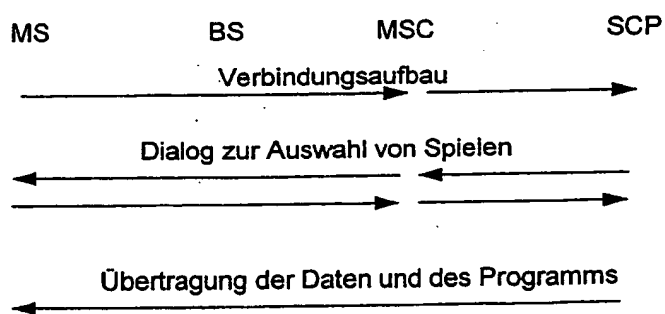 MS BS MSC SCP
Verbindungsaufbau
Dialog zur Auswahl von Spielen
Übertragung der Daten und des Programms